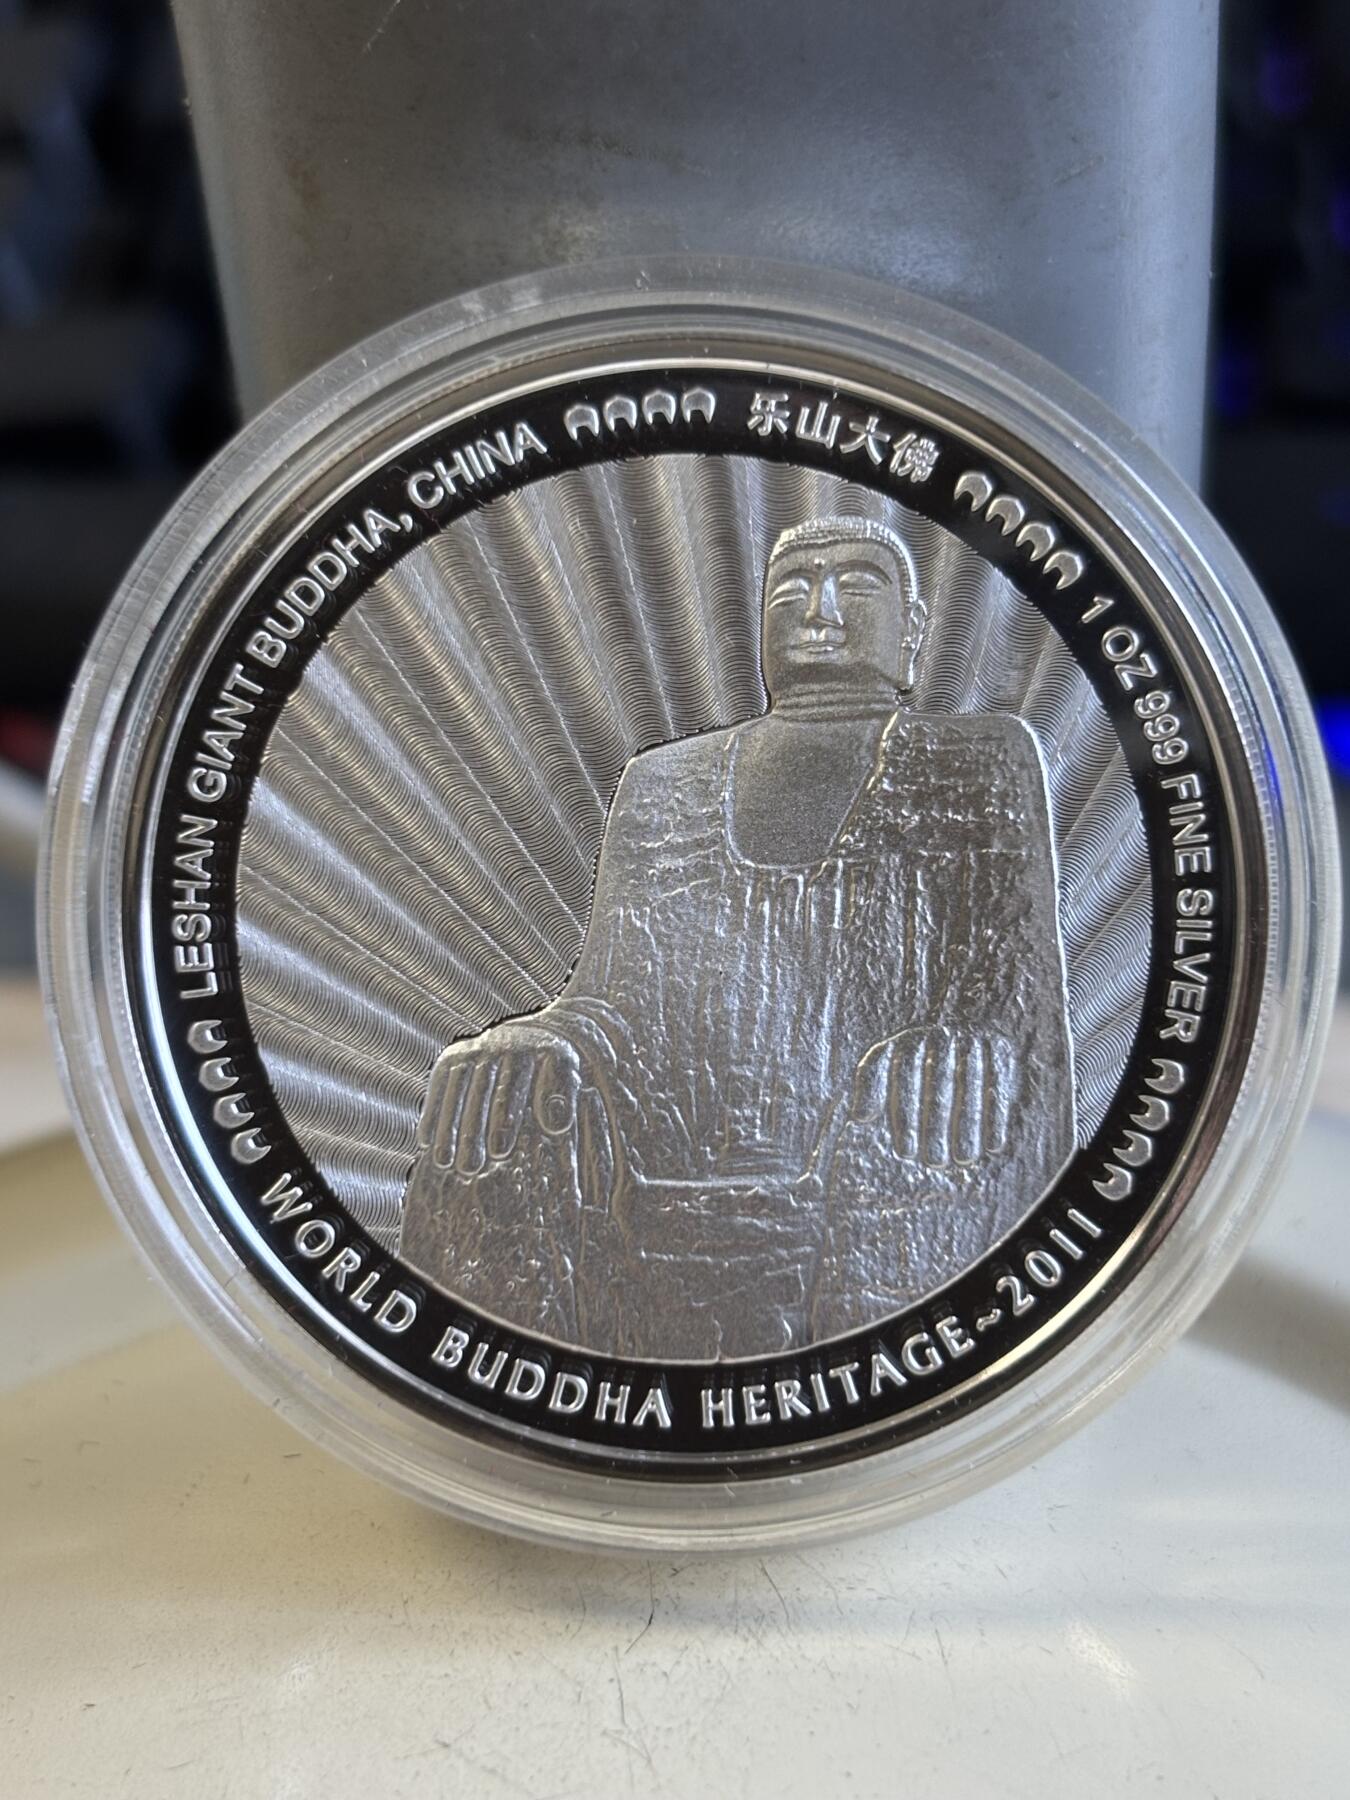 LESHAN GIANT BUDDHA, CHINA
乐山大佛
1 OZ 999 FINE SILVER
WORLD BUDDHA HERITAGE~2011